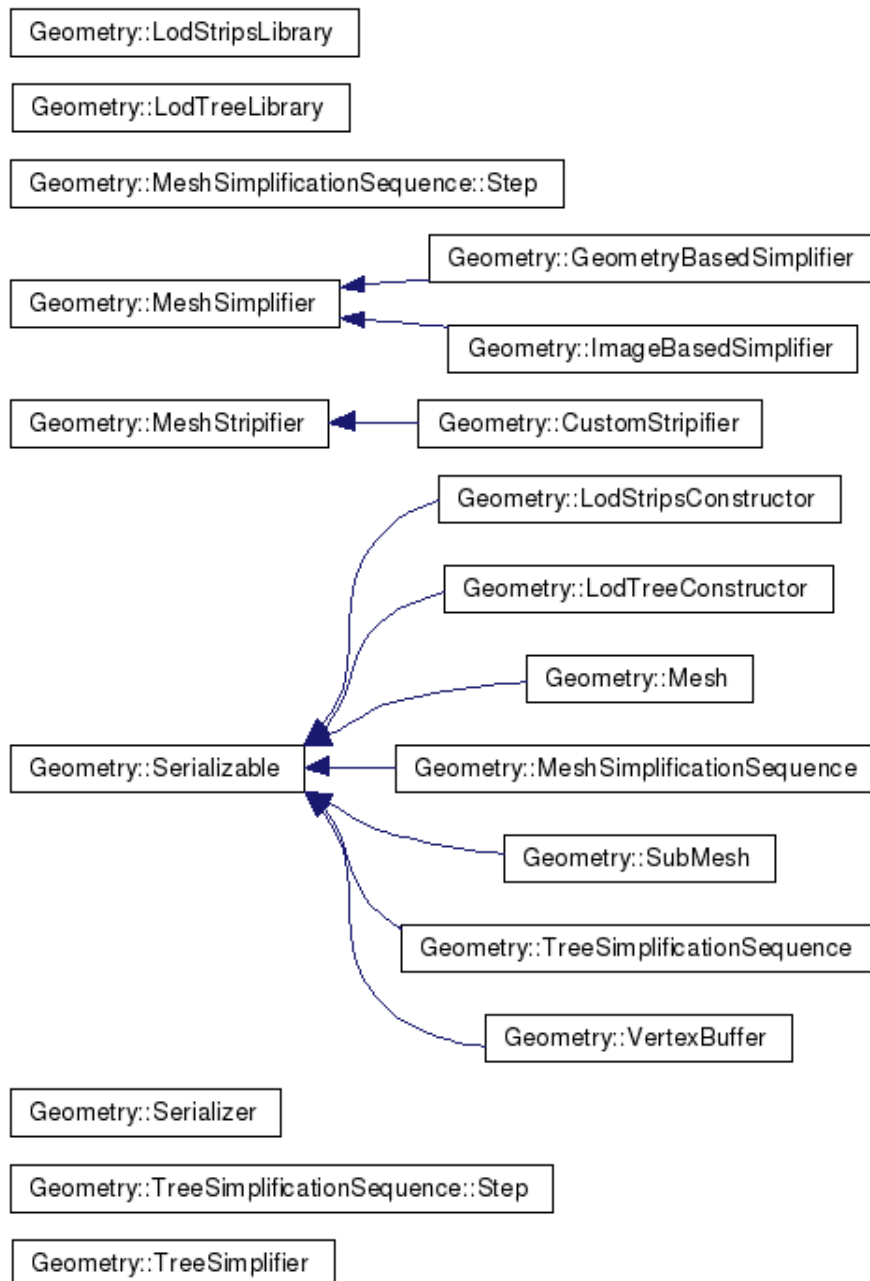 Geometry::LodStripsLibrary
Geometry::LodTreeLibrary
Geometry::MeshSimplificationSequence::Step
Geometry::GeometryBasedSimplifier
Geometry::MeshSimplifier
Geometry::ImageBasedSimplifier
Geometry::MeshStripifier
Geometry::CustomStripifier
Geometry::LodStripsConstructor
Geometry::LodTreeConstructor
Geometry::Mesh
Geometry::Serializable
Geometry::MeshSimplificationSequence
Geometry::SubMesh
Geometry::TreeSimplificationSequence
Geometry::VertexBuffer
Geometry::Serializer
Geometry::TreeSimplificationSequence::Step
Geometry::TreeSimplifier